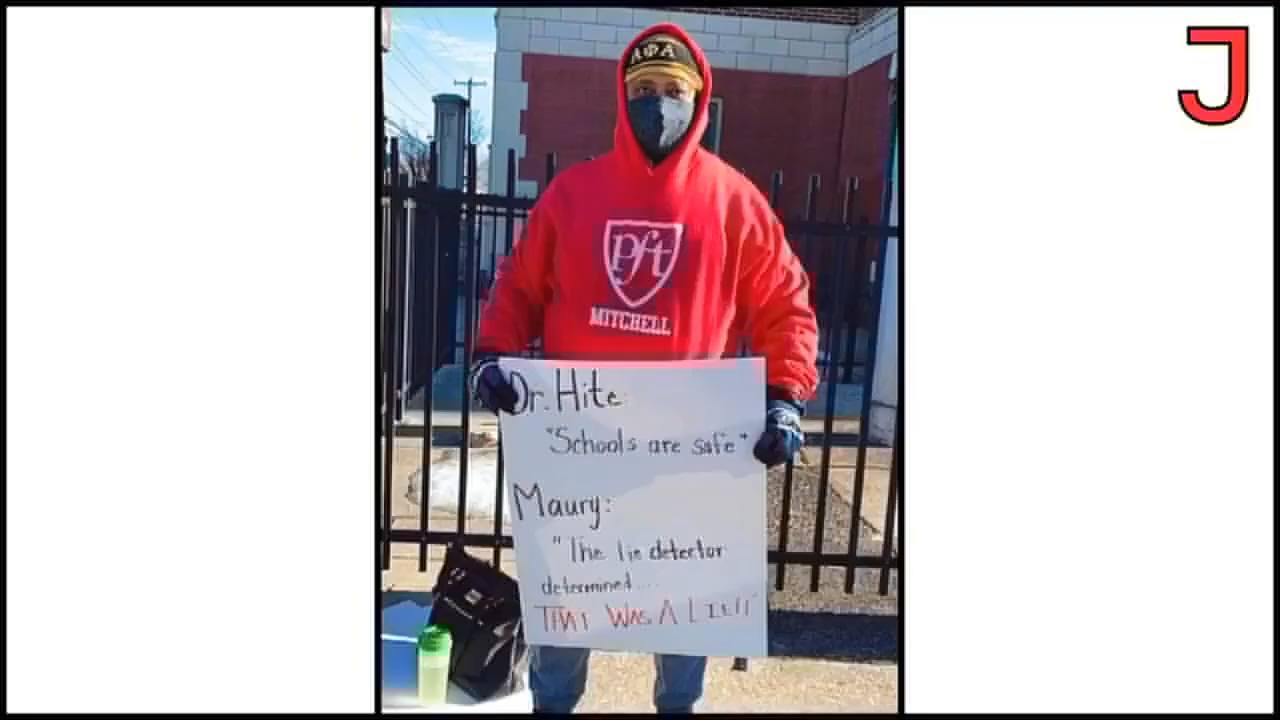 J
ΑΦΑ
pft
MITCHELL
Dr. Hite:
"Schools are safe"
Maury:
"The lie detector
determined....
THAT WAS A LIE!!"